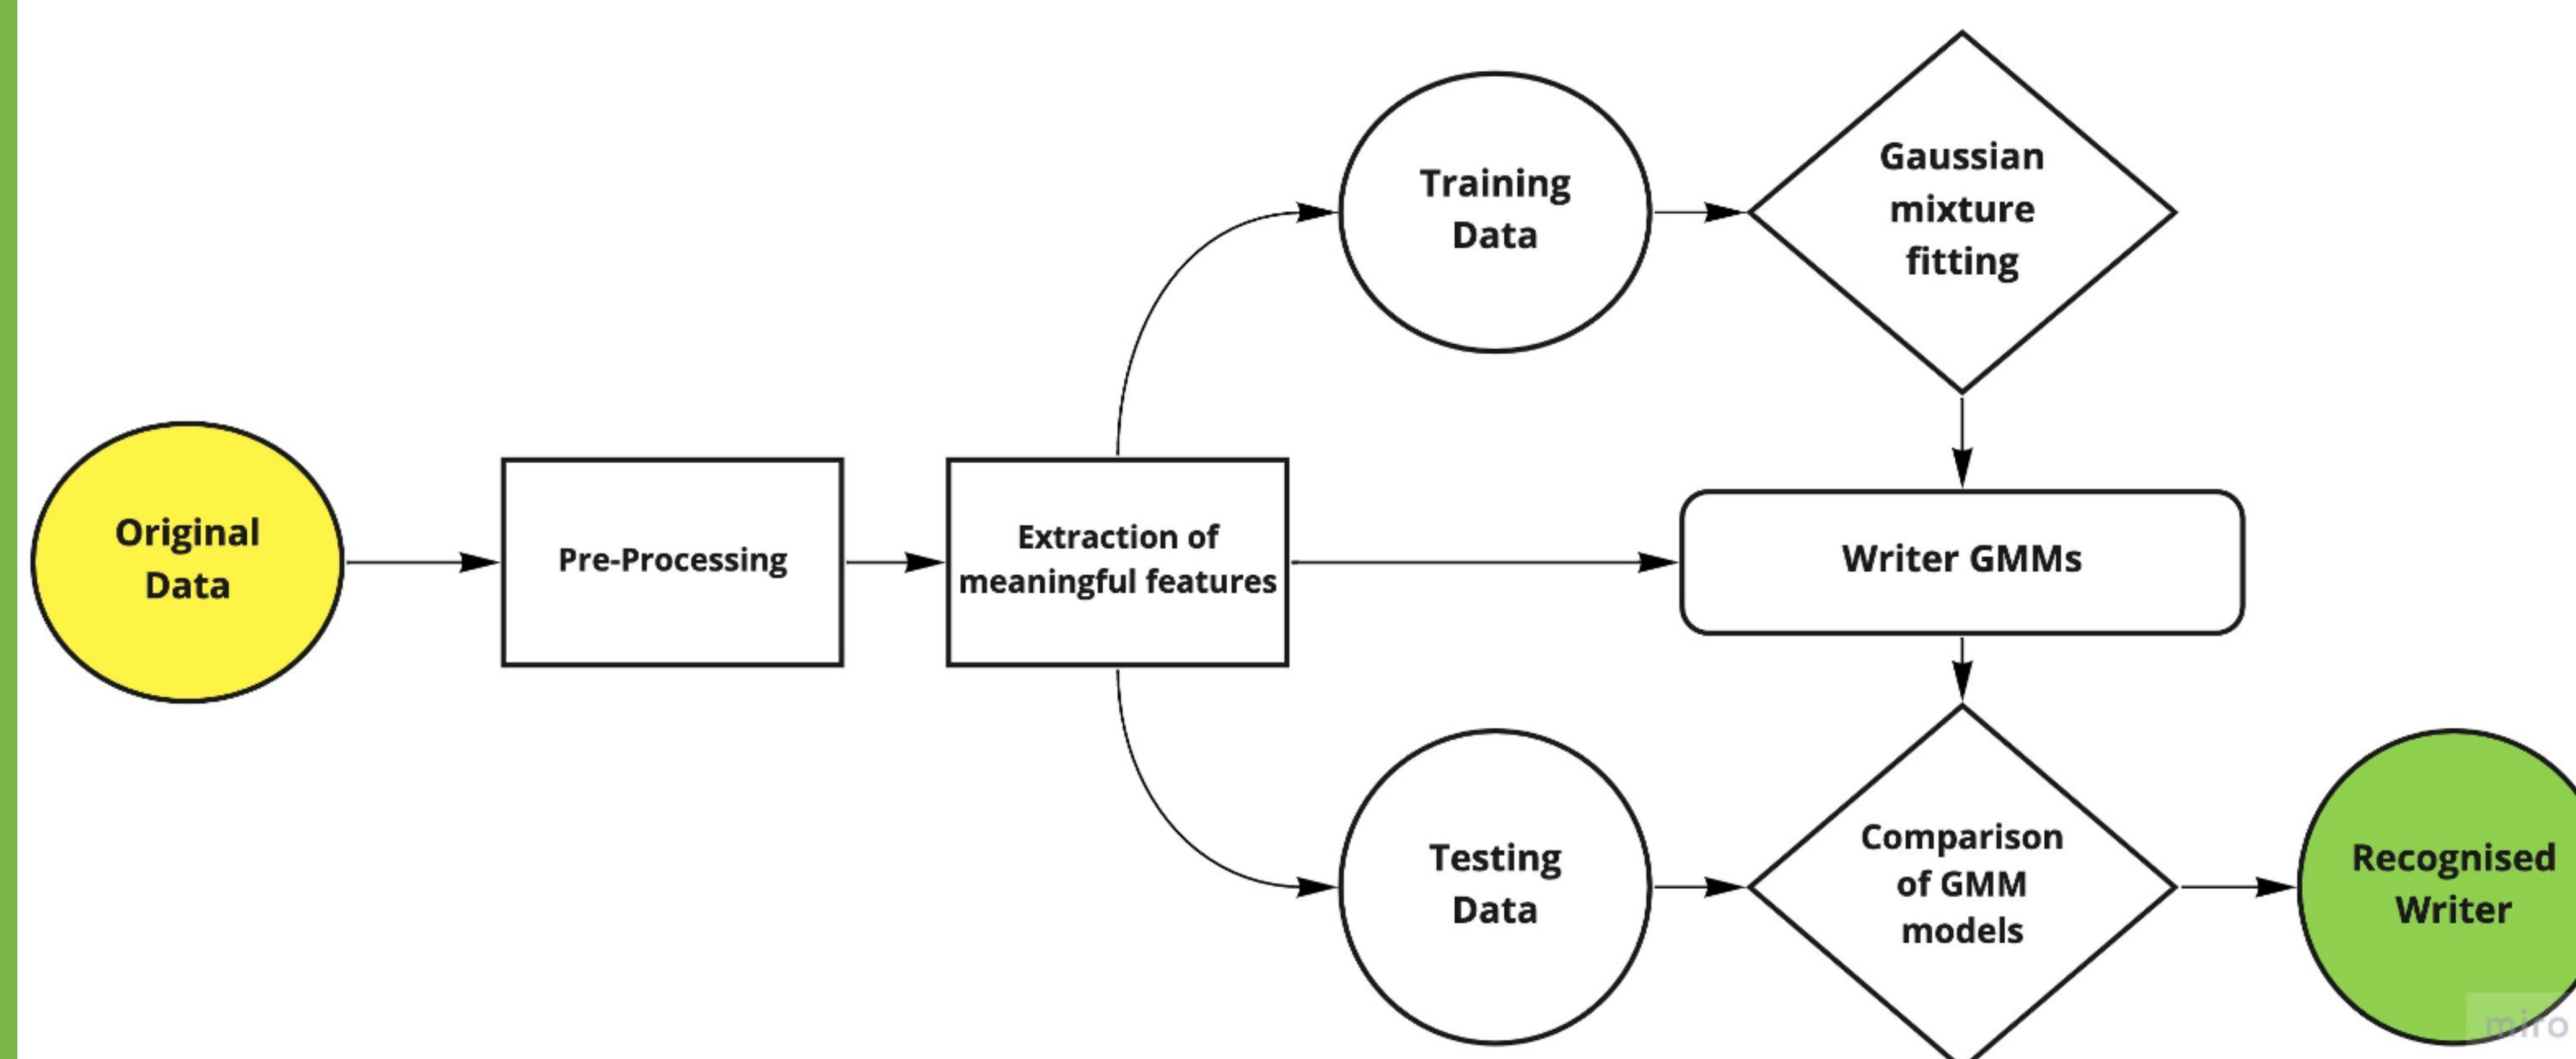 Original
Data
Pre-Processing
Extraction of
meaningful features
Training
Data
Gaussian
mixture
fitting
Writer GMMs
Testing
Data
Comparison
of GMM
models
Recognised
Writer
miro